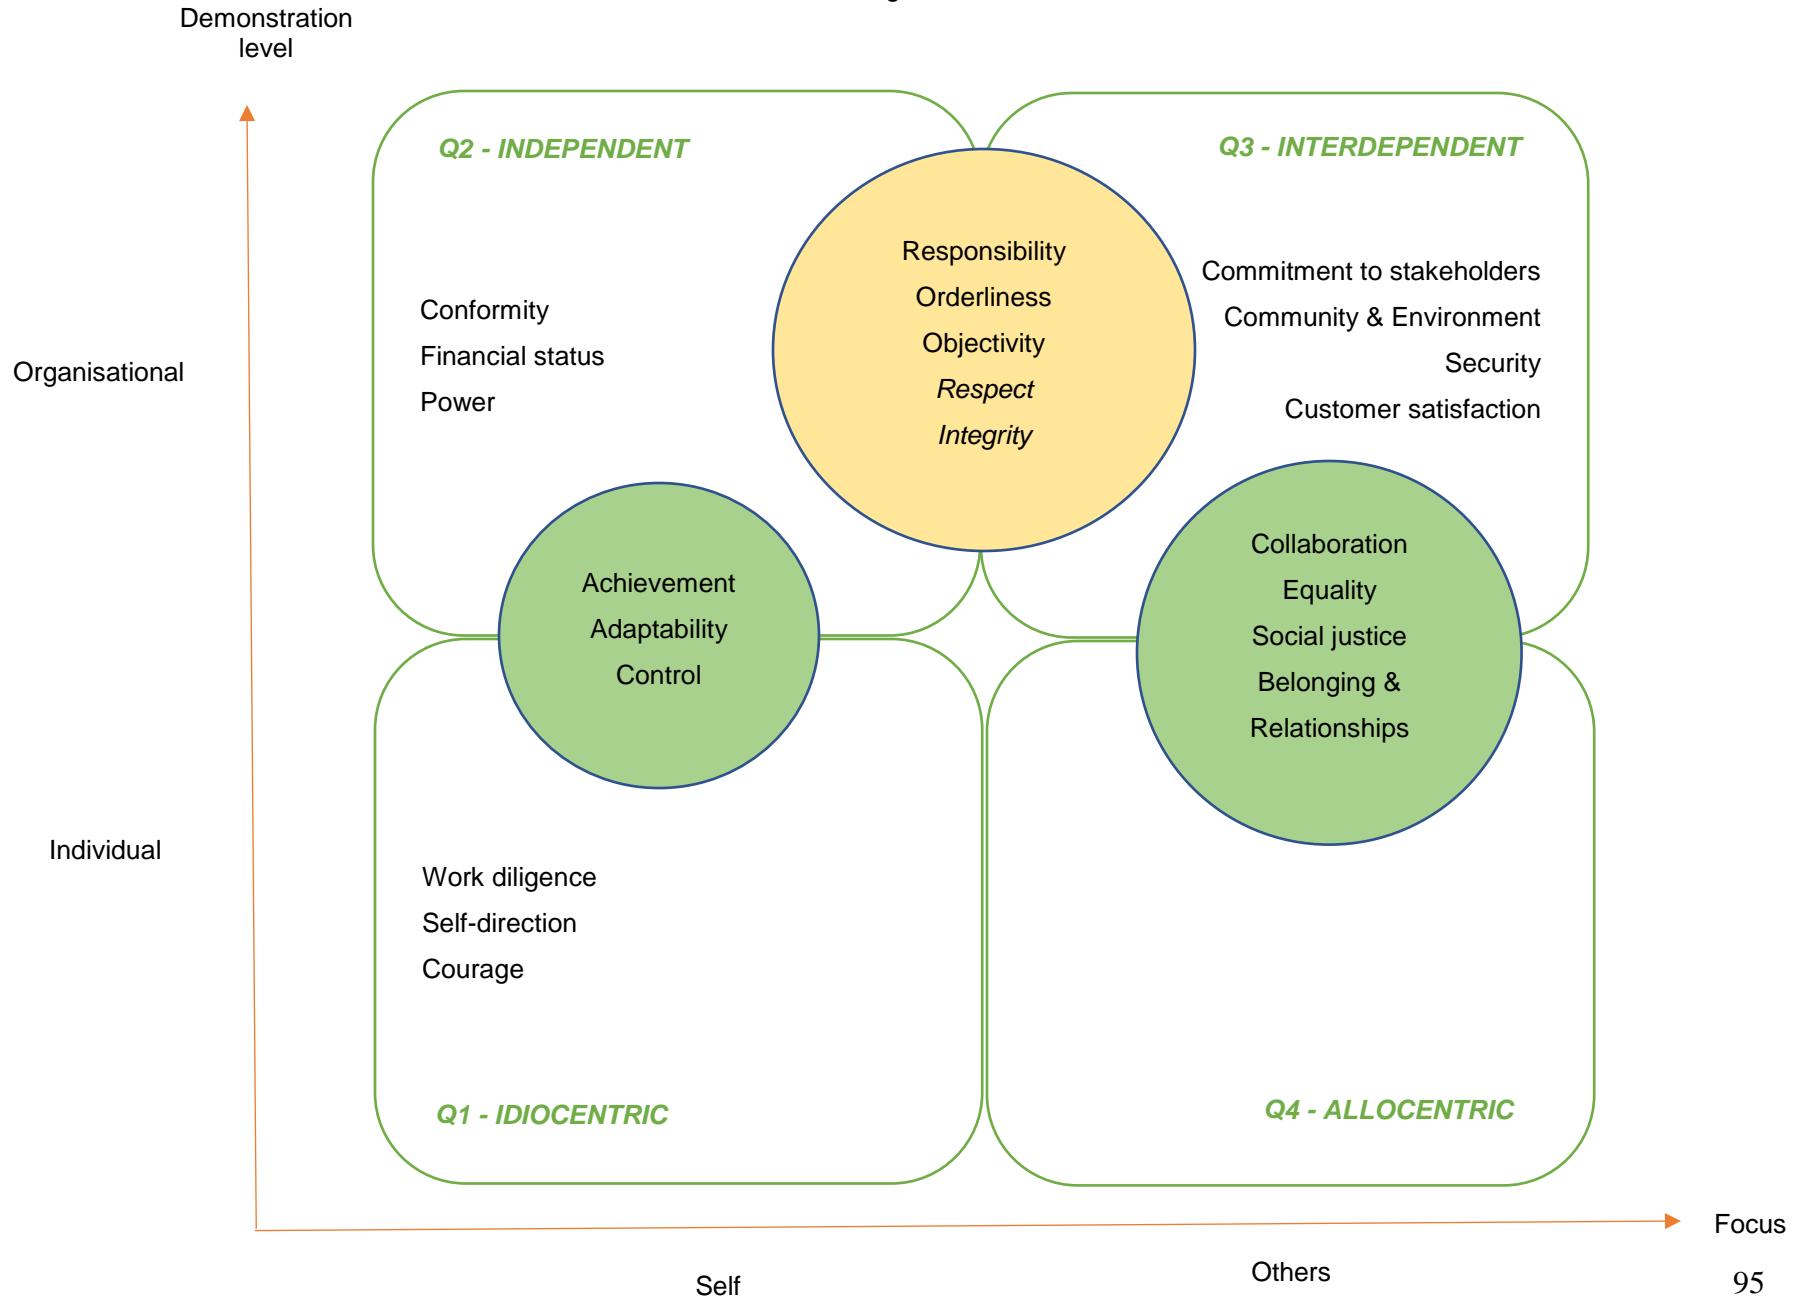 Demonstration
level
Q2 - INDEPENDENT
Q3 - INTERDEPENDENT
Responsibility
Orderliness
Objectivity
Respect
Integrity
Commitment to stakeholders
Community & Environment
Security
Customer satisfaction
Conformity
Financial status
Power
Organisational
Achievement
Adaptability
Control
Collaboration
Equality
Social justice
Belonging &
Relationships
Individual
Work diligence
Self-direction
Courage
Q1 - IDIOCENTRIC
Q4 - ALLOCENTRIC
Focus
Self
Others
95